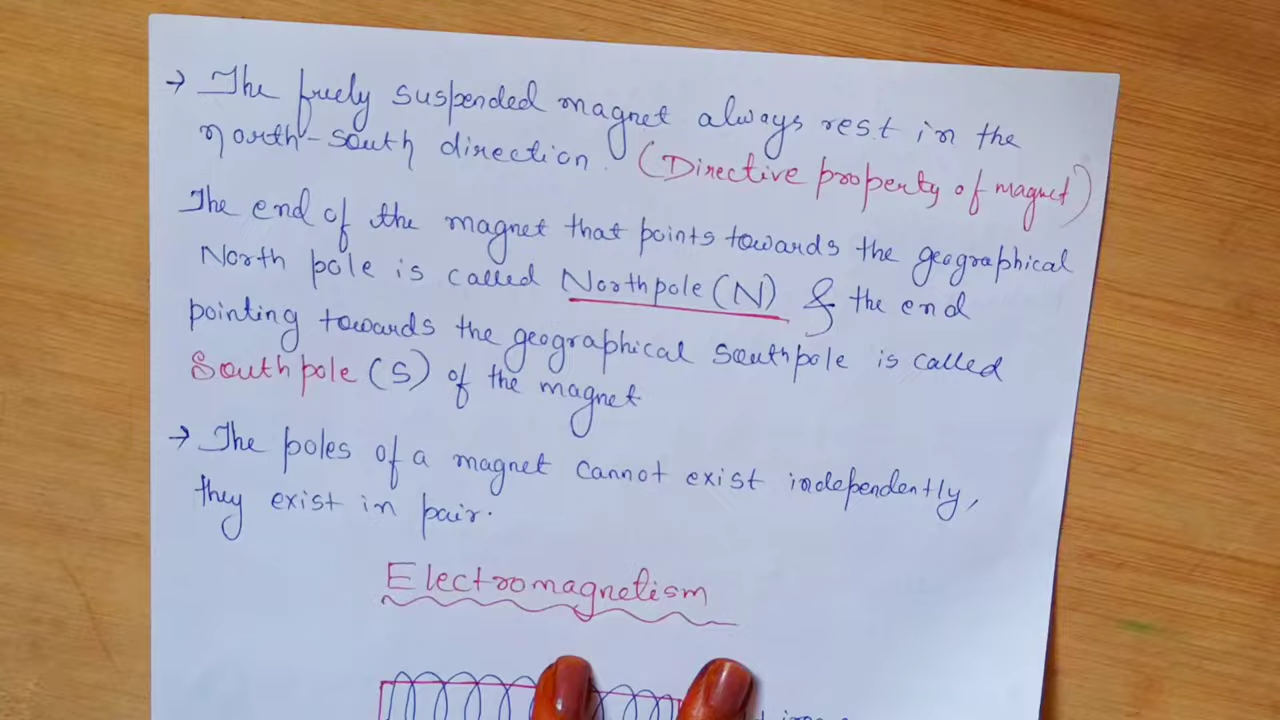 → The freely suspended magnet always rest in the
north-south direction. (Directive property of magnet)
The end of the magnet that points towards the geographical
North pole is called Northpole (N) & the end
pointing towards the geographical southpole is called
Southpole (S) of the magnet
→ The poles of a magnet cannot exist independently,
they exist in pair.
Electromagnetism